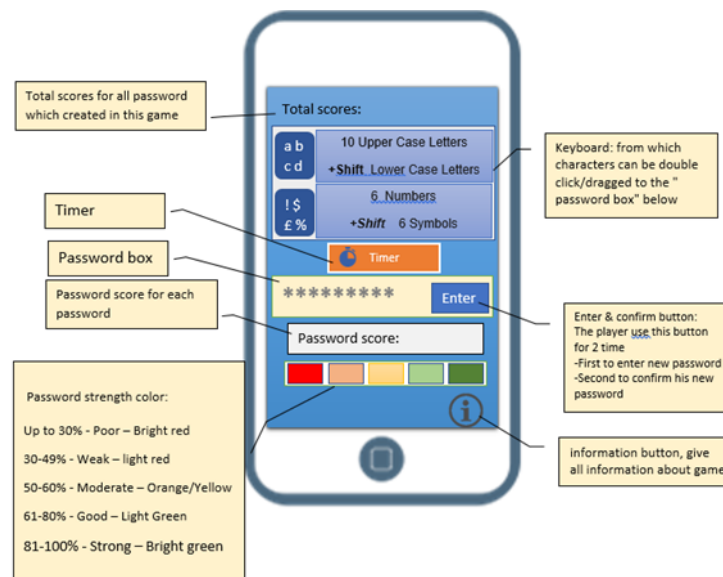 Total scores for all password
which created in this game
Total scores:
a b
c d
10 Upper Case Letters
+Shift Lower Case Letters
! $
£ %
6 Numbers
+Shift 6 Symbols
Keyboard: from which
characters can be double
click/dragged to the "
password box" below
Timer
Timer
Password box
*********
Enter
Password score for each
password
Password score:
Enter & confirm button:
The player use this button
for 2 time
-First to enter new password
-Second to confirm his new
password
Password strength color:
Up to 30% - Poor – Bright red
30-49% - Weak – light red
50-60% - Moderate – Orange/Yellow
61-80% - Good – Light Green
81-100% - Strong – Bright green
i
information button, give
all information about game